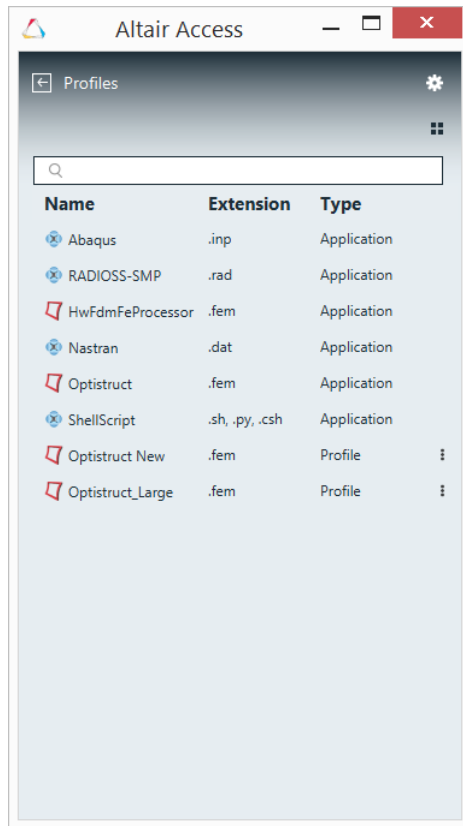 Altair Access
Profiles
Name Extension Type
Abaqus .inp Application
RADIOSS-SMP .rad Application
HwFdmFeProcessor .fem Application
Nastran .dat Application
Optistruct .fem Application
ShellScript .sh, .py, .csh Application
Optistruct New .fem Profile
Optistruct_Large .fem Profile